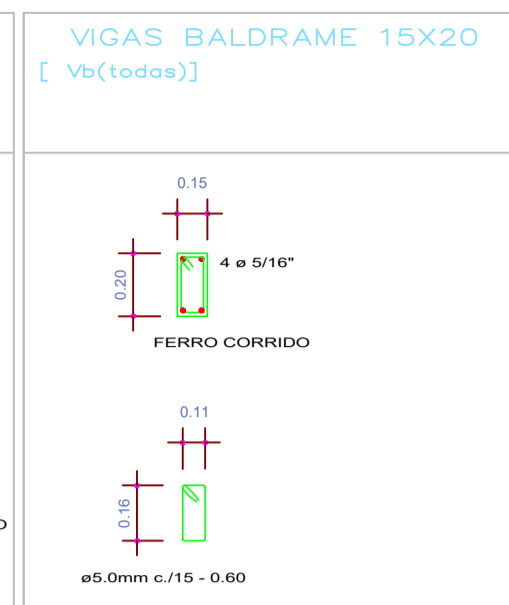 VIGAS BALDRAME 15X20
[ Vb(todas)]
0.15
4 ø 5/16"
0.20
FERRO CORRIDO
0.11
0.16
ø5.0mm c./15 - 0.60